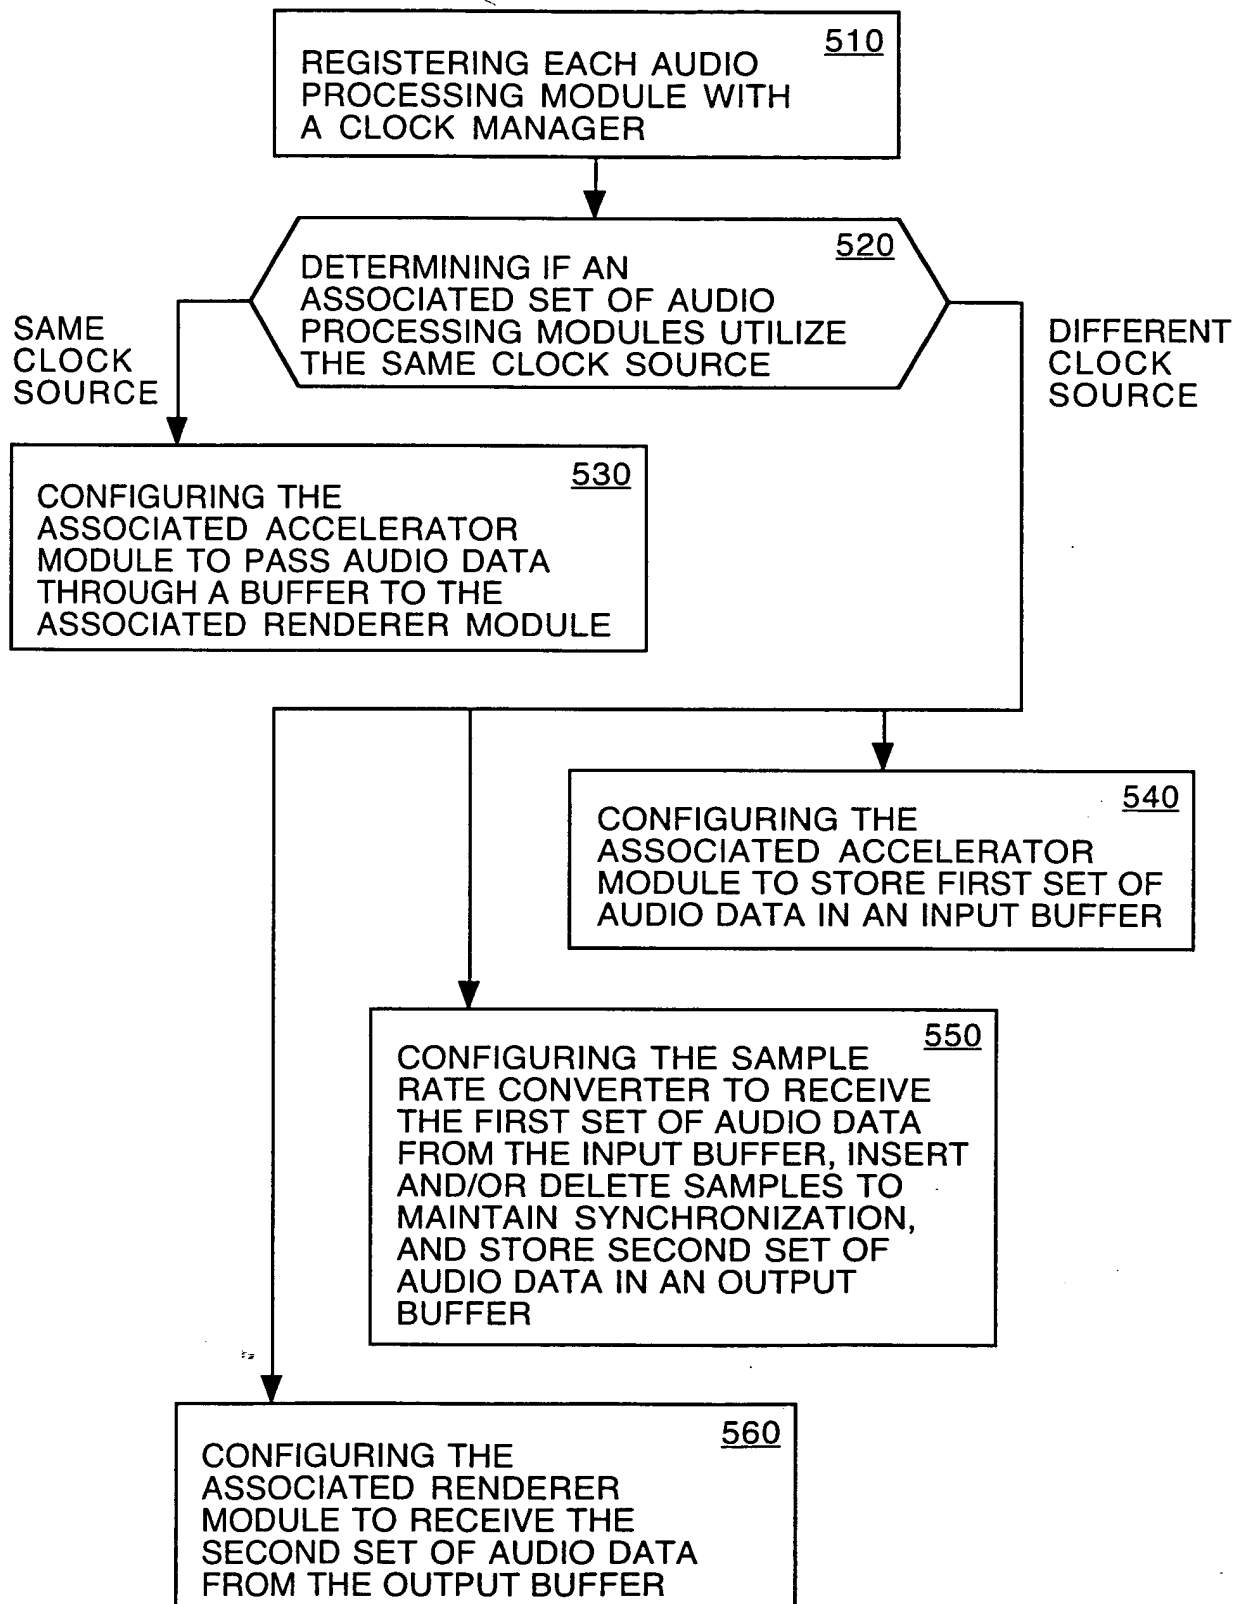 510
REGISTERING EACH AUDIO
PROCESSING MODULE WITH
A CLOCK MANAGER
520
DETERMINING IF AN
ASSOCIATED SET OF AUDIO
PROCESSING MODULES UTILIZE
THE SAME CLOCK SOURCE
SAME
CLOCK
SOURCE
DIFFERENT
CLOCK
SOURCE
530
CONFIGURING THE
ASSOCIATED ACCELERATOR
MODULE TO PASS AUDIO DATA
THROUGH A BUFFER TO THE
ASSOCIATED RENDERER MODULE
540
CONFIGURING THE
ASSOCIATED ACCELERATOR
MODULE TO STORE FIRST SET OF
AUDIO DATA IN AN INPUT BUFFER
550
CONFIGURING THE SAMPLE
RATE CONVERTER TO RECEIVE
THE FIRST SET OF AUDIO DATA
FROM THE INPUT BUFFER, INSERT
AND/OR DELETE SAMPLES TO
MAINTAIN SYNCHRONIZATION,
AND STORE SECOND SET OF
AUDIO DATA IN AN OUTPUT
BUFFER
560
CONFIGURING THE
ASSOCIATED RENDERER
MODULE TO RECEIVE THE
SECOND SET OF AUDIO DATA
FROM THE OUTPUT BUFFER